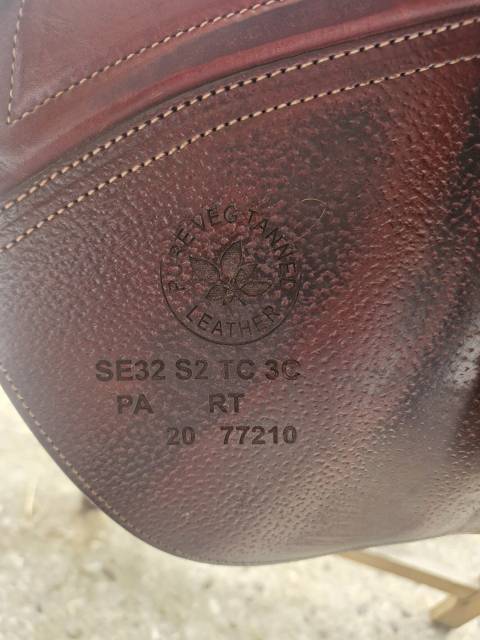 PURE VEG TANNED
LEATHER
SE32 S2 TC 3C
PA RT
20 77210